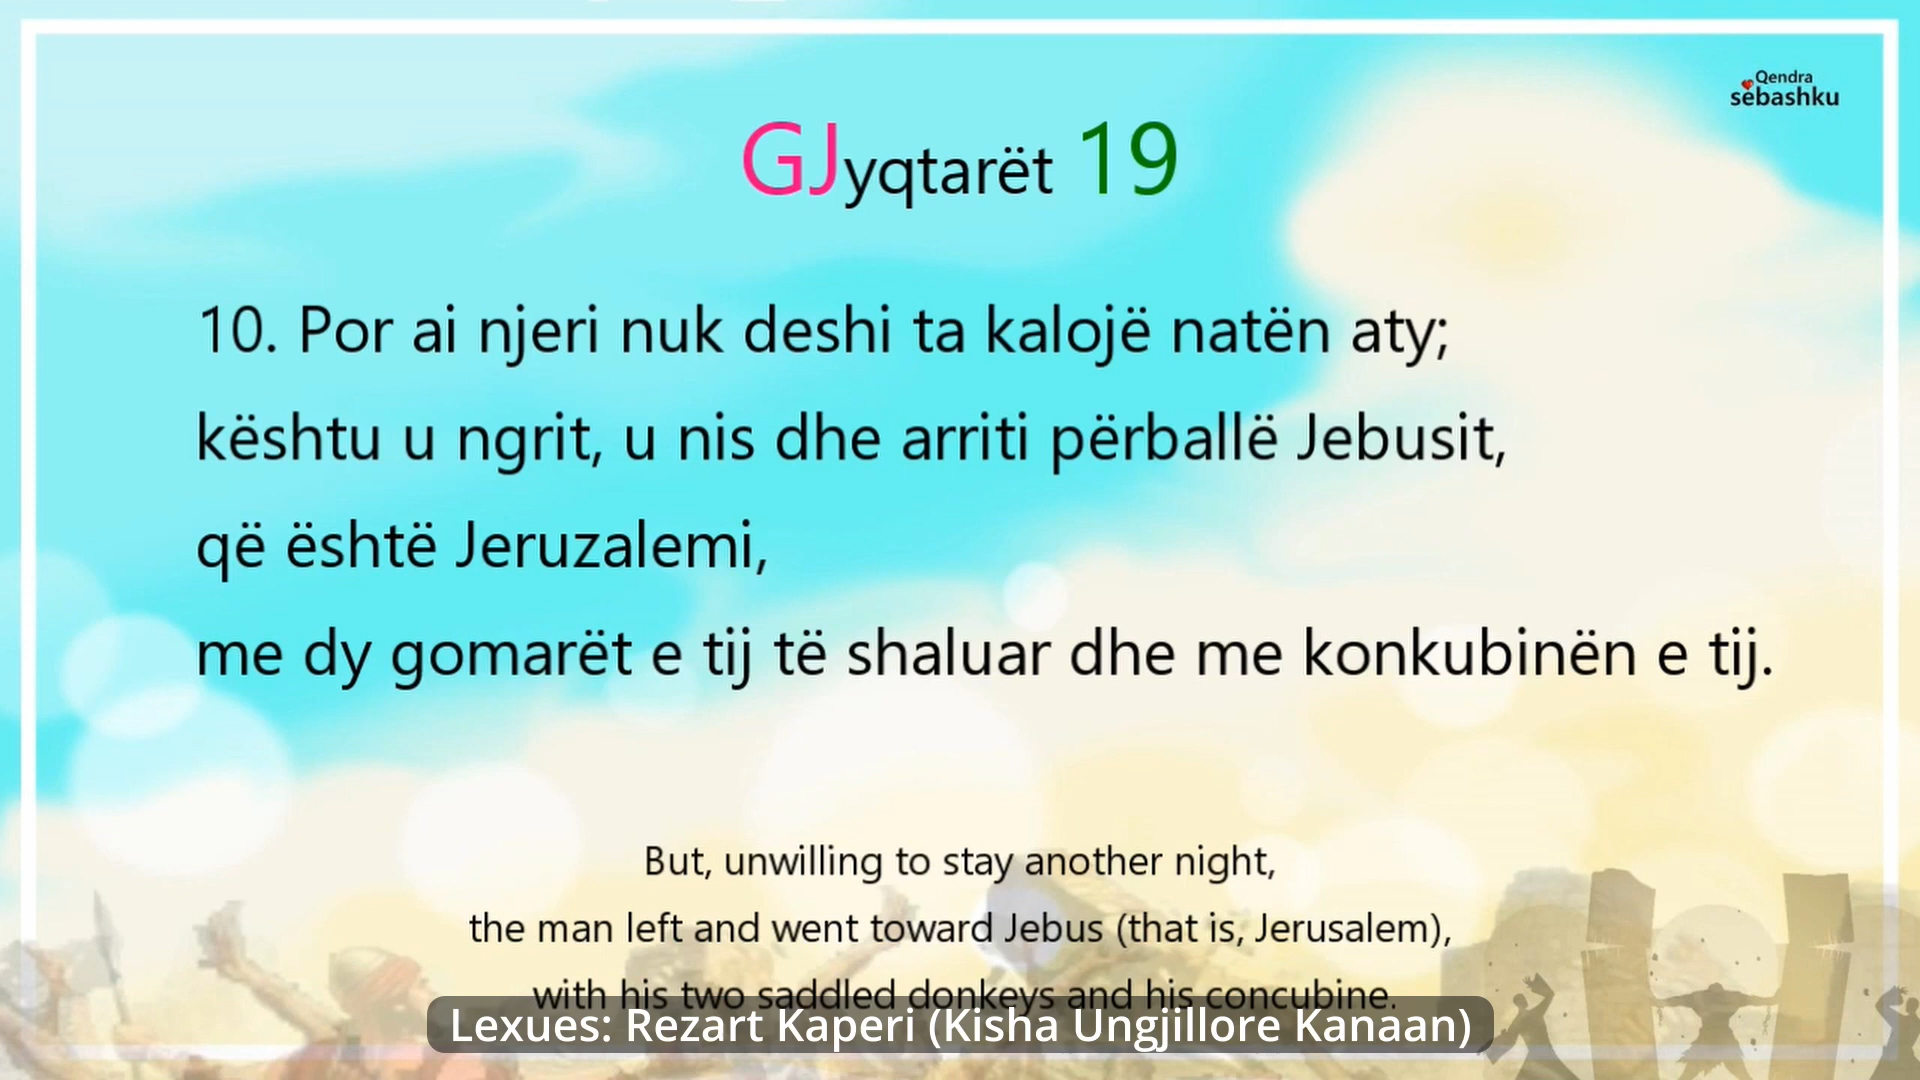 Qendra
sëbashku
GJyqtarët 19
10. Por ai njeri nuk deshi ta kalojë natën aty;
kështu u ngrit, u nis dhe arriti përballë Jebusit,
që është Jeruzalemi,
me dy gomarët e tij të shaluar dhe me konkubinën e tij.
But, unwilling to stay another night,
the man left and went toward Jebus (that is, Jerusalem),
with his two saddled donkeys and his concubine.
Lexues: Rezart Kaperi (Kisha Ungjillore Kanaan)